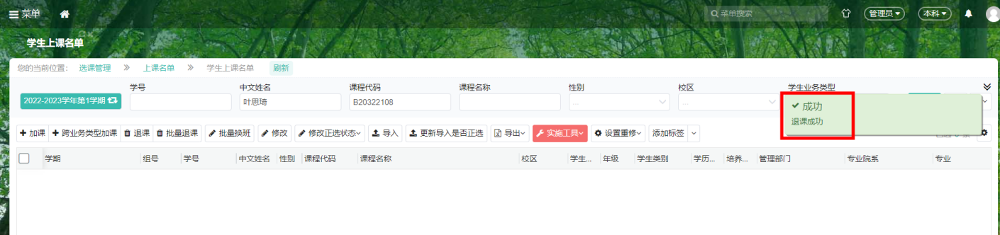 菜单
菜单搜索
管理员
本科
学生上课名单
您的当前位置: 选课管理 》 上课名单 》 学生上课名单 刷新
学号 中文姓名 课程代码 课程名称 性别 校区 学生业务类型
2022-2023学年第1学期 叶思琦 B20322108 ... ...
成功
退课成功
加课 跨业务类型加课 退课 批量退课 批量换班 修改 修改正选状态 导入 更新导入是否正选 导出 实施工具 设置重修 添加标签
学期 组号 学号 中文姓名 性别 课程代码 课程名称 校区 学生... 年级 学生类别 学历... 培养... 管理部门 专业院系 专业